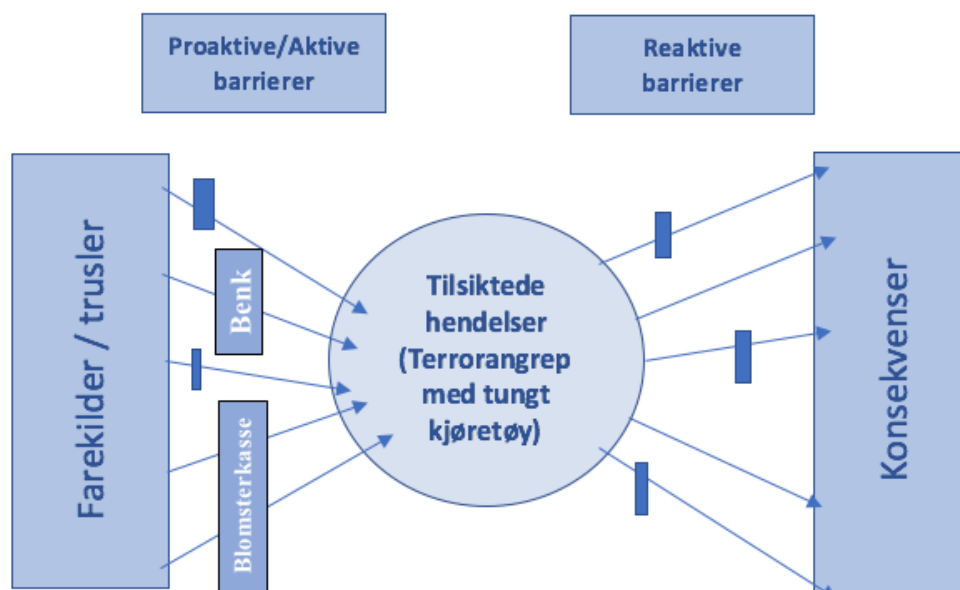 Proaktive/Aktive
barrierer
Reaktive
barrierer
Farekilder / trusler
Benk
Blomsterkasse
Tilsiktede
hendelser
(Terrorangrep
med tungt
kjøretøy)
Konsekvenser